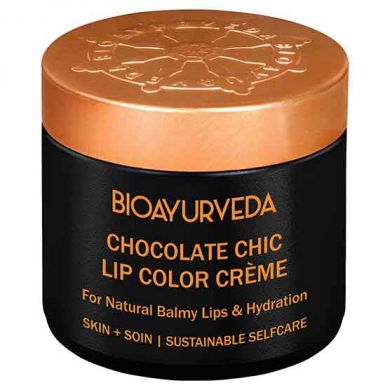 BIOAYURVEDA
CHOCOLATE CHIC
LIP COLOR CRÈME
For Natural Balmy Lips & Hydration
SKIN + SOIN | SUSTAINABLE SELFCARE